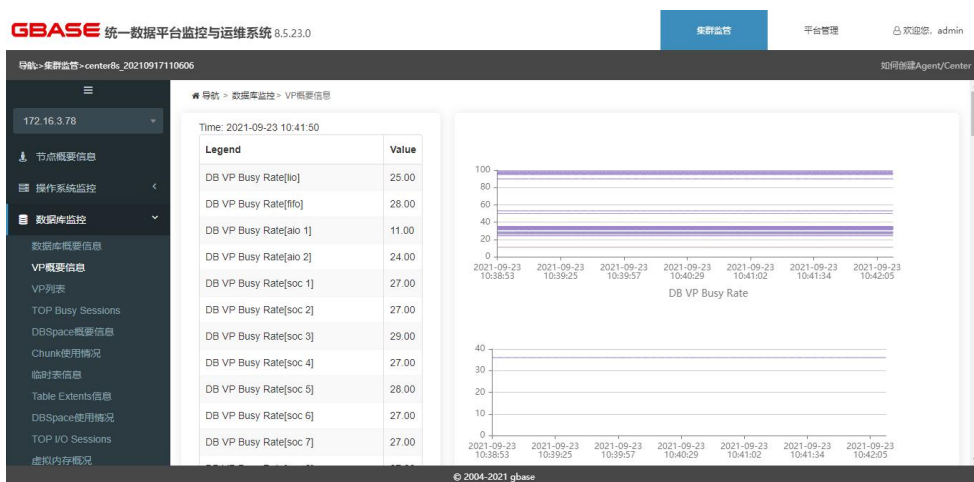 GBASE 统一数据平台监控与运维系统 8.5.23.0
集群监管
平台管理
欢迎您, admin
导航:>集群监管>center8s_20210917110606
如何创建Agent/Center
172.16.3.78
节点概要信息
操作系统监控
数据库监控
数据库概要信息
VP概要信息
VP列表
TOP Busy Sessions
DBSpace概要信息
Chunk使用情况
临时表信息
Table Extents信息
DBSpace使用情况
TOP I/O Sessions
虚拟内存概况
导航 > 数据库监控> VP概要信息
Time: 2021-09-23 10:41:50
Legend Value
DB VP Busy Rate[lio] 25.00
DB VP Busy Rate[fifo] 28.00
DB VP Busy Rate[aio 1] 11.00
DB VP Busy Rate[aio 2] 24.00
DB VP Busy Rate[soc 1] 27.00
DB VP Busy Rate[soc 2] 27.00
DB VP Busy Rate[soc 3] 29.00
DB VP Busy Rate[soc 4] 27.00
DB VP Busy Rate[soc 5] 28.00
DB VP Busy Rate[soc 6] 27.00
DB VP Busy Rate[soc 7] 27.00
100
80
60
40
20
0
2021-09-23 2021-09-23 2021-09-23 2021-09-23 2021-09-23 2021-09-23 2021-09-23
10:38:53 10:39:25 10:39:57 10:40:29 10:41:02 10:41:34 10:42:05
DB VP Busy Rate
40
30
20
10
0
2021-09-23 2021-09-23 2021-09-23 2021-09-23 2021-09-23 2021-09-23 2021-09-23
10:38:53 10:39:25 10:39:57 10:40:29 10:41:02 10:41:34 10:42:05
© 2004-2021 gbase